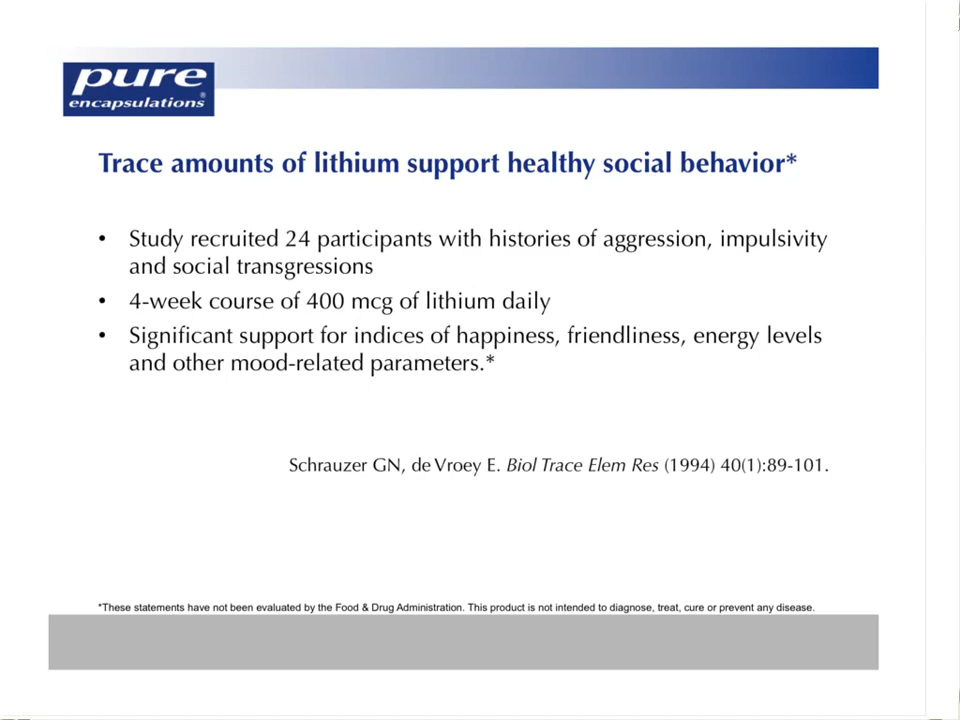 pure
encapsulations®
Trace amounts of lithium support healthy social behavior*
• Study recruited 24 participants with histories of aggression, impulsivity
and social transgressions
• 4-week course of 400 mcg of lithium daily
• Significant support for indices of happiness, friendliness, energy levels
and other mood-related parameters.*
Schrauzer GN, de Vroey E. Biol Trace Elem Res (1994) 40(1):89-101.
*These statements have not been evaluated by the Food & Drug Administration. This product is not intended to diagnose, treat, cure or prevent any disease.